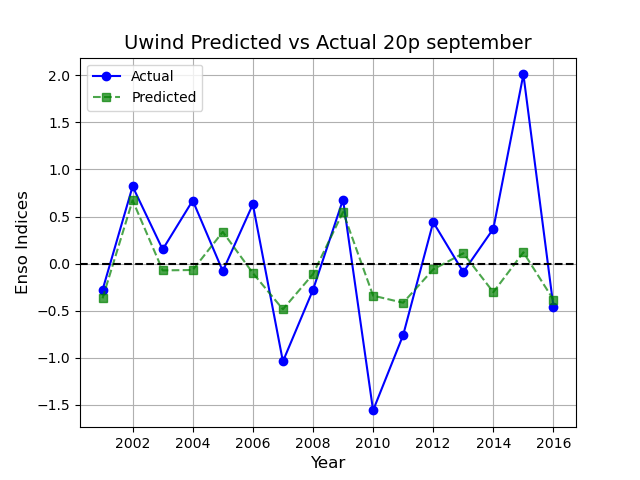 Uwind Predicted vs Actual 20p september
Actual
Predicted
2.0
1.5
1.0
0.5
0.0
−0.5
−1.0
−1.5
Enso Indices
2002 2004 2006 2008 2010 2012 2014 2016
Year